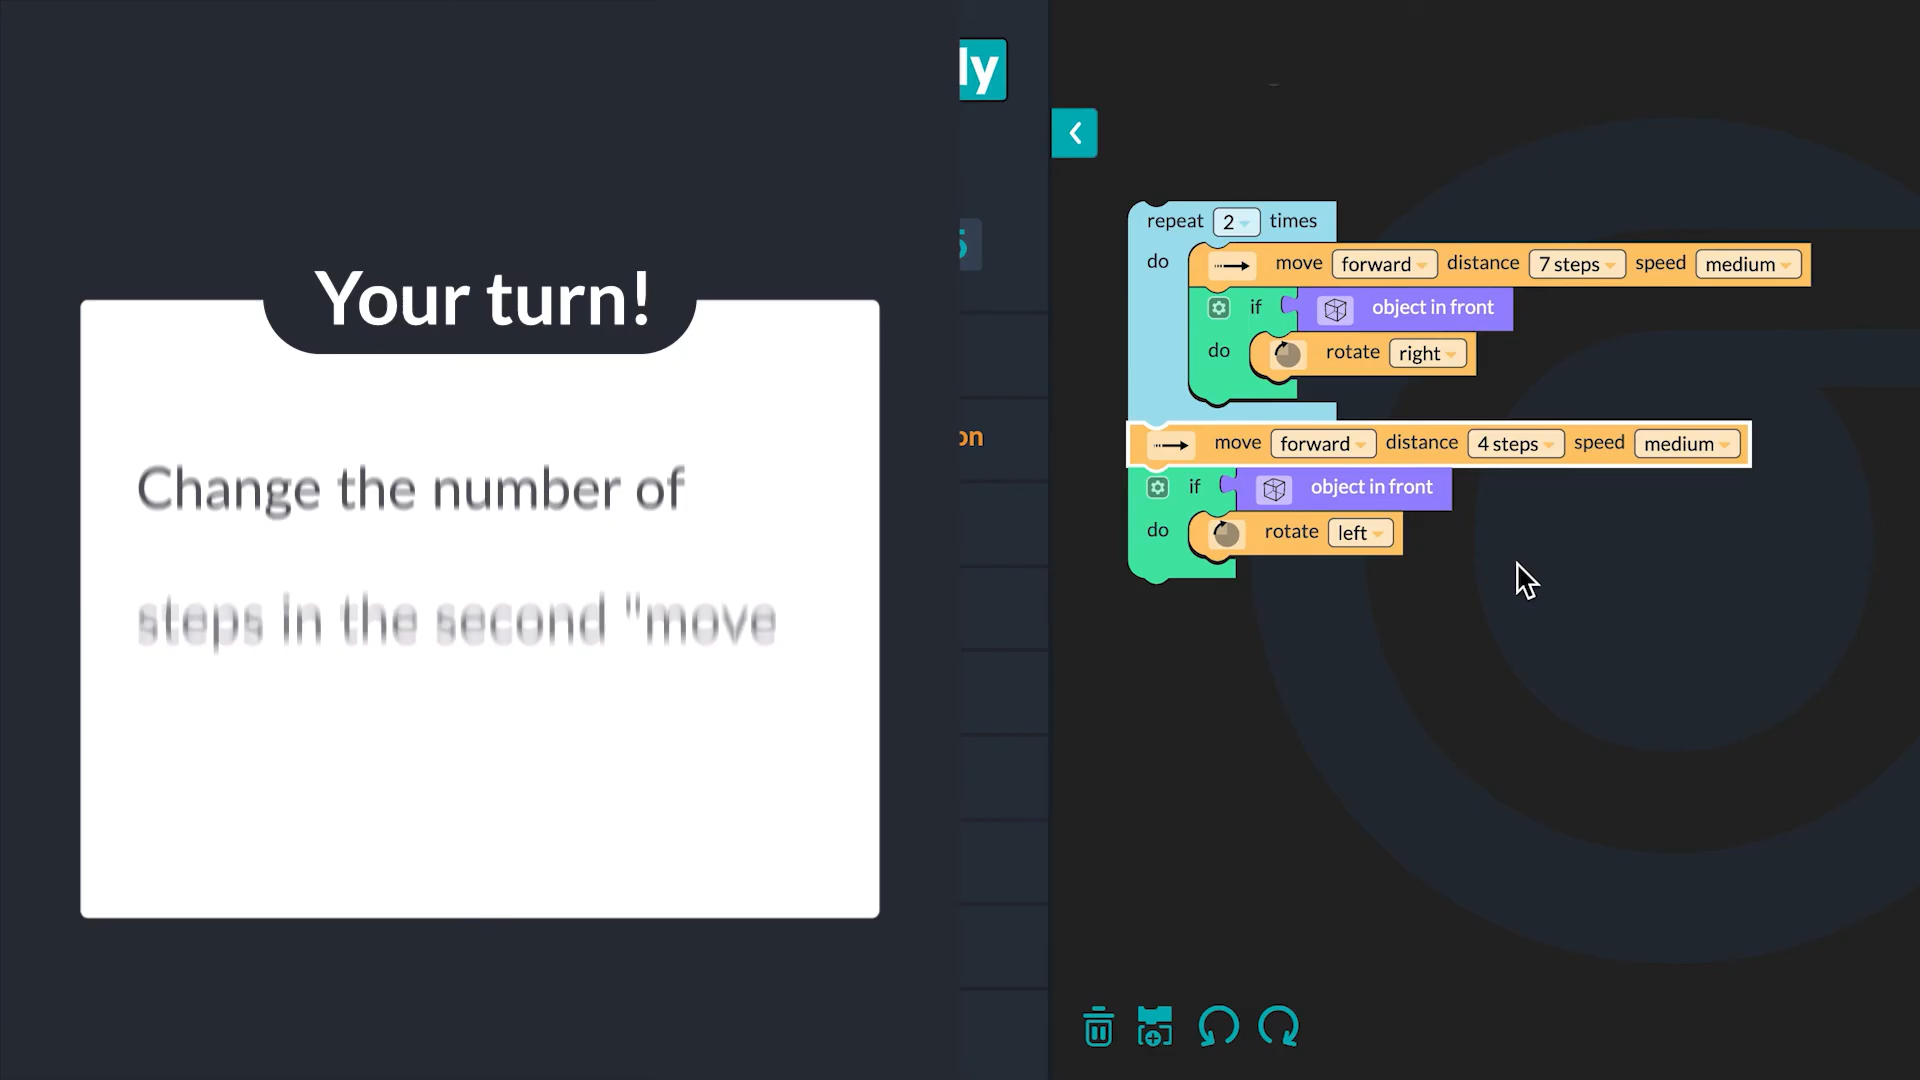 Your turn!
Change the number of
steps in the second "move
ly
on
repeat 2 times
do move forward distance 7 steps speed medium
if object in front
do rotate right
move forward distance 4 steps speed medium
if object in front
do rotate left